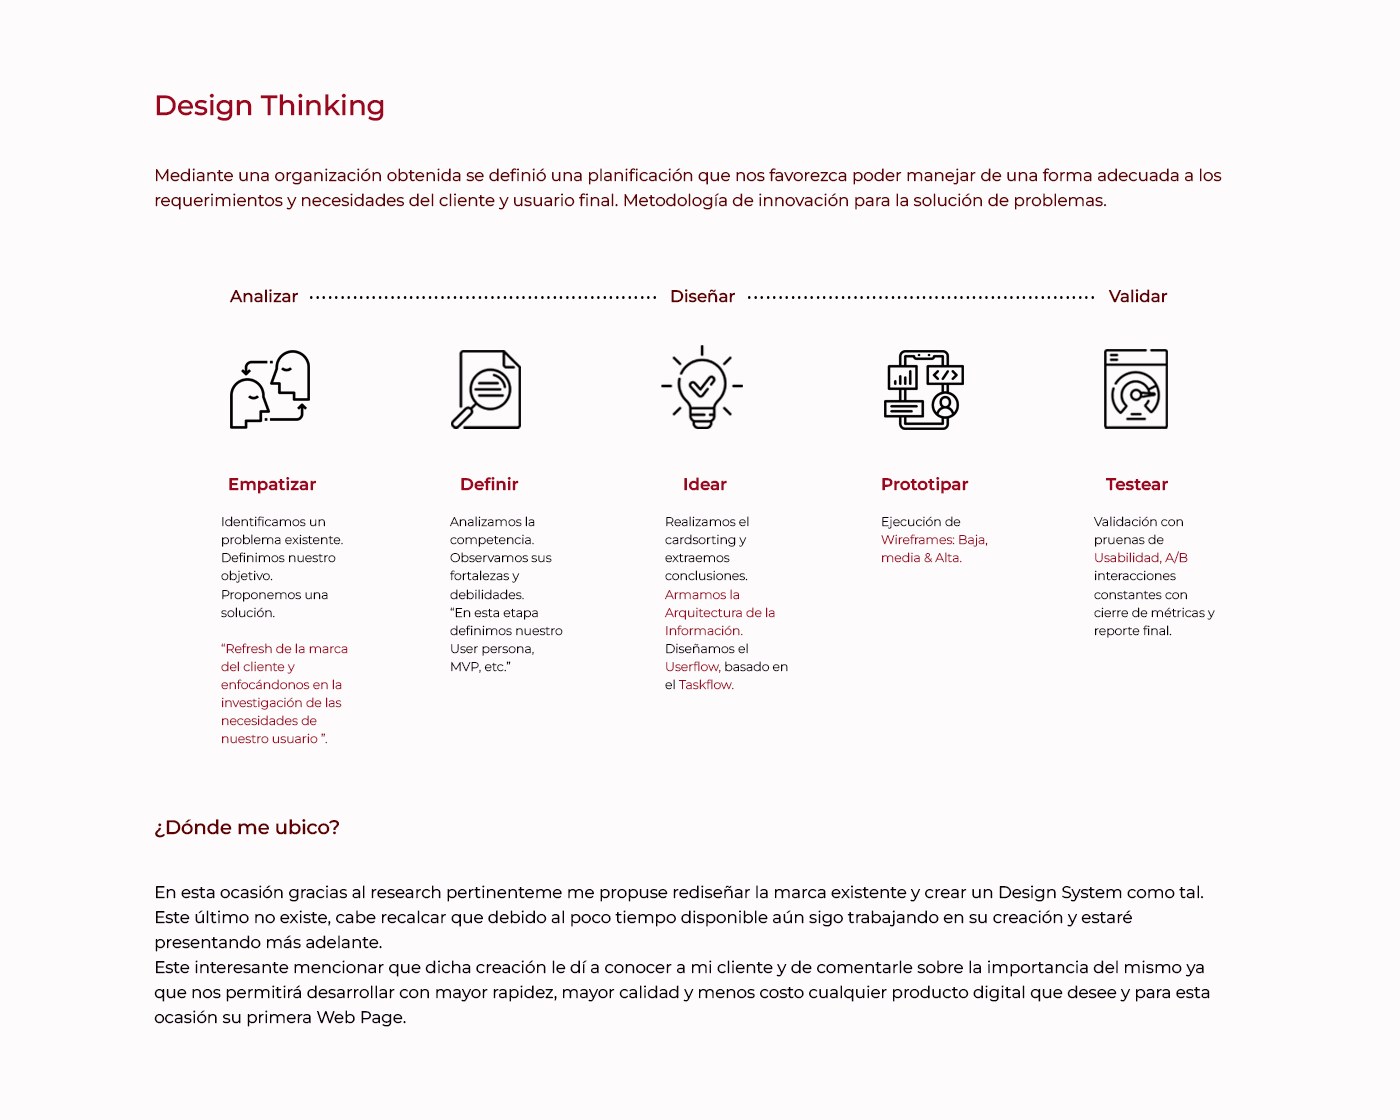 Design Thinking
Mediante una organización obtenida se definió una planificación que nos favorezca poder manejar de una forma adecuada a los
requerimientos y necesidades del cliente y usuario final. Metodología de innovación para la solución de problemas.
Analizar
Diseñar
Validar
Empatizar
Identificamos un
problema existente.
Definimos nuestro
objetivo.
Proponemos una
solución.
“Refresh de la marca
del cliente y
enfocándonos en la
investigación de las
necesidades de
nuestro usuario ”.
Definir
Analizamos la
competencia.
Observamos sus
fortalezas y
debilidades.
“En esta etapa
definimos nuestro
User persona,
MVP, etc.”
Idear
Realizamos el
cardsorting y
extraemos
conclusiones.
Armamos la
Arquitectura de la
Información.
Diseñamos el
Userflow, basado en
el Taskflow.
Prototipar
Ejecución de
Wireframes: Baja,
media & Alta.
Testear
Validación con
pruenas de
Usabilidad, A/B
interacciones
constantes con
cierre de métricas y
reporte final.
¿Dónde me ubico?
En esta ocasión gracias al research pertinenteme me propuse rediseñar la marca existente y crear un Design System como tal.
Este último no existe, cabe recalcar que debido al poco tiempo disponible aún sigo trabajando en su creación y estaré
presentando más adelante.
Este interesante mencionar que dicha creación le dí a conocer a mi cliente y de comentarle sobre la importancia del mismo ya
que nos permitirá desarrollar con mayor rapidez, mayor calidad y menos costo cualquier producto digital que desee y para esta
ocasión su primera Web Page.